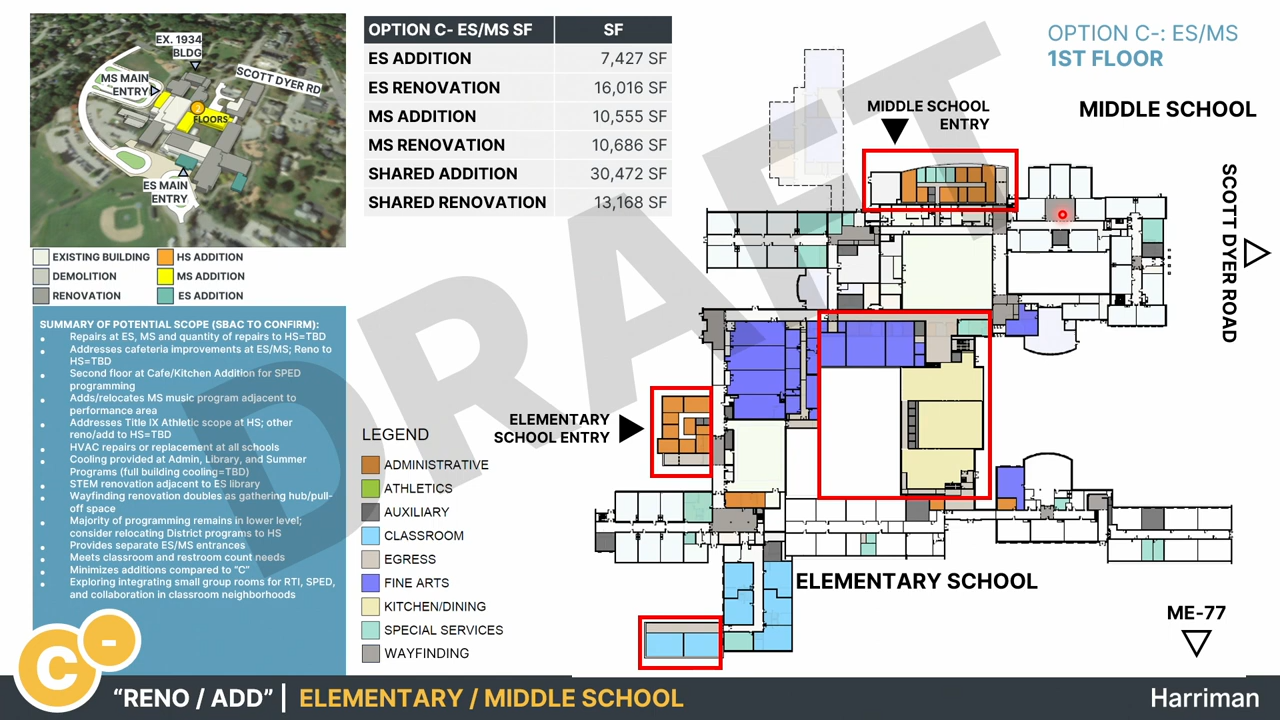 EX. 1934
BLDG
MS MAIN
ENTRY
SCOTT DYER RD
FLOORS
ES MAIN
ENTRY
EXISTING BUILDING
DEMOLITION
RENOVATION
HS ADDITION
MS ADDITION
ES ADDITION
SUMMARY OF POTENTIAL SCOPE (SBAC TO CONFIRM):
• Repairs at ES, MS and quantity of repairs to HS=TBD
• Addresses cafeteria improvements at ES/MS; Reno to
HS=TBD
• Second floor at Cafe/Kitchen Addition for SPED
programming
• Adds/relocates MS music program adjacent to
performance area
• Addresses Title IX Athletic scope at HS; other
reno/add to HS=TBD
• HVAC repairs or replacement at all schools
• Cooling provided at Admin, Library, and Summer
Programs (full building cooling=TBD)
• STEM renovation adjacent to ES library
• Wayfinding renovation doubles as gathering hub/pull-
off space
• Majority of programming remains in lower level;
consider relocating District programs to HS
• Provides separate ES/MS entrances
• Meets classroom and restroom count needs
• Minimizes additions compared to "C"
• Exploring integrating small group rooms for RTI, SPED,
and collaboration in classroom neighborhoods
OPTION C- ES/MS SF SF
ES ADDITION 7,427 SF
ES RENOVATION 16,016 SF
MS ADDITION 10,555 SF
MS RENOVATION 10,686 SF
SHARED ADDITION 30,472 SF
SHARED RENOVATION 13,168 SF
OPTION C-: ES/MS
1ST FLOOR
MIDDLE SCHOOL
MIDDLE SCHOOL
ENTRY
SCOTT DYER ROAD
ELEMENTARY
SCHOOL ENTRY
LEGEND
ADMINISTRATIVE
ATHLETICS
AUXILIARY
CLASSROOM
EGRESS
FINE ARTS
KITCHEN/DINING
SPECIAL SERVICES
WAYFINDING
ELEMENTARY SCHOOL
ME-77
DRAFT
C-
"RENO / ADD" | ELEMENTARY / MIDDLE SCHOOL
Harriman